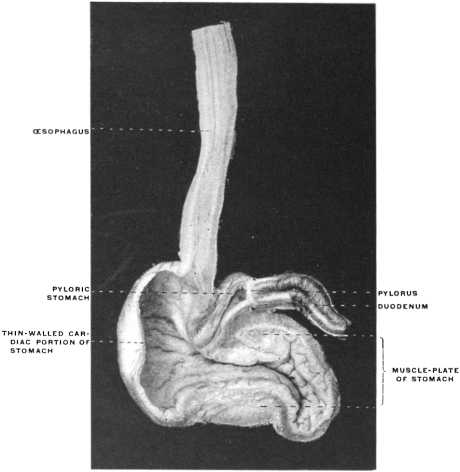 ŒSOPHAGUS
PYLORIC
STOMACH
PYLORUS
DUODENUM
THIN-WALLED CAR-
DIAC PORTION OF
STOMACH
MUSCLE-PLATE
OF STOMACH